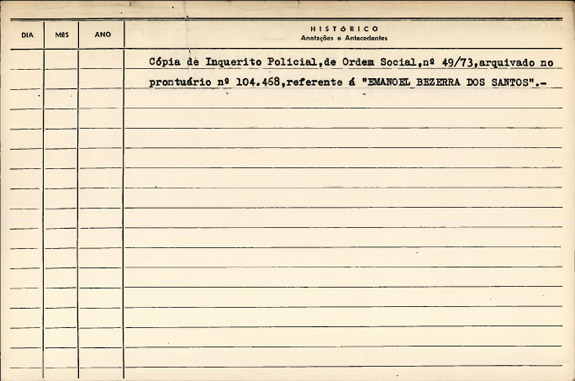 DIA MÊS ANO HISTÓRICO
Anotações e Antecedentes
Cópia de Inquerito Policial,de Ordem Social,nº 49/73,arquivado no
prontuário nº 104.468,referente á "EMANOEL BEZERRA DOS SANTOS".-